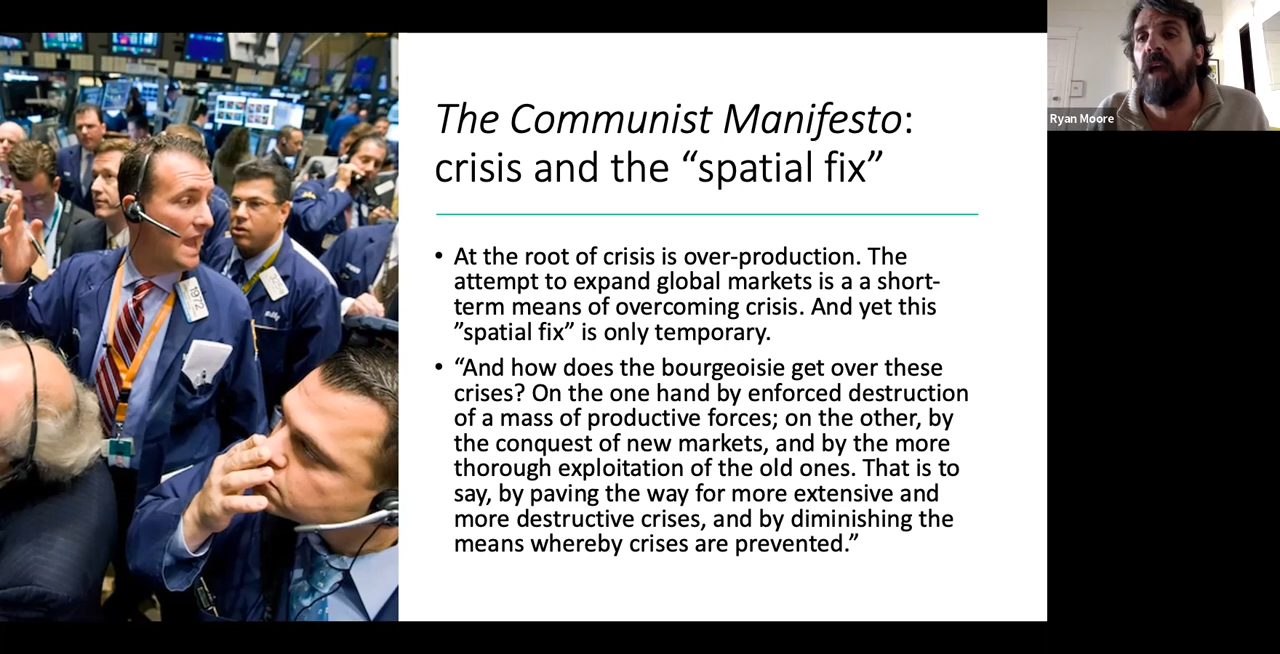 The Communist Manifesto:
crisis and the “spatial fix”
• At the root of crisis is over-production. The
attempt to expand global markets is a a short-
term means of overcoming crisis. And yet this
”spatial fix” is only temporary.
• “And how does the bourgeoisie get over these
crises? On the one hand by enforced destruction
of a mass of productive forces; on the other, by
the conquest of new markets, and by the more
thorough exploitation of the old ones. That is to
say, by paving the way for more extensive and
more destructive crises, and by diminishing the
means whereby crises are prevented.”
Ryan Moore
1972